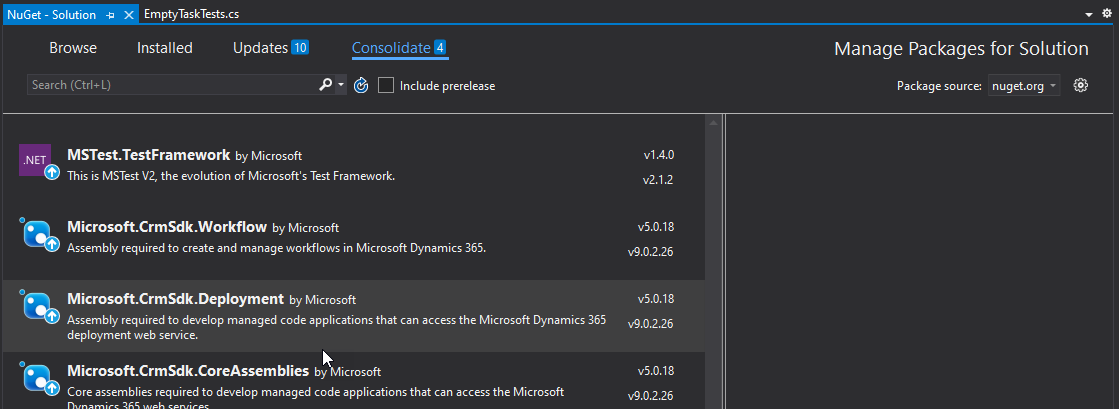 NuGet - Solution
EmptyTaskTests.cs
Browse
Installed
Updates 10
Consolidate 4
Manage Packages for Solution
Search (Ctrl+L)
Include prerelease
Package source: nuget.org
.NET
MSTest.TestFramework by Microsoft
v1.4.0
This is MSTest V2, the evolution of Microsoft's Test Framework.
v2.1.2
Microsoft.CrmSdk.Workflow by Microsoft
v5.0.18
Assembly required to create and manage workflows in Microsoft Dynamics 365.
v9.0.2.26
Microsoft.CrmSdk.Deployment by Microsoft
v5.0.18
Assembly required to develop managed code applications that can access the Microsoft Dynamics 365
v9.0.2.26
deployment web service.
Microsoft.CrmSdk.CoreAssemblies by Microsoft
v5.0.18
Core assemblies required to develop managed code applications that can access the Microsoft
v9.0.2.26
Dynamics 365 web services.